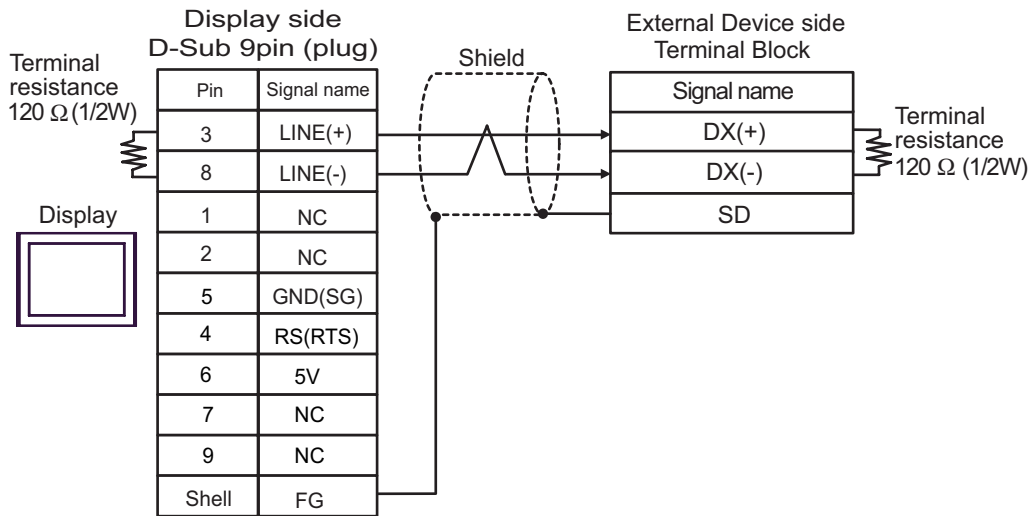 Display side
D-Sub 9pin (plug)
External Device side
Terminal Block
Shield
Terminal
resistance
120 Ω (1/2W)
Pin Signal name
3 LINE(+)
8 LINE(-)
1 NC
2 NC
5 GND(SG)
4 RS(RTS)
6 5V
7 NC
9 NC
Shell FG
Display
Signal name
DX(+)
DX(-)
SD
Terminal
resistance
120 Ω (1/2W)